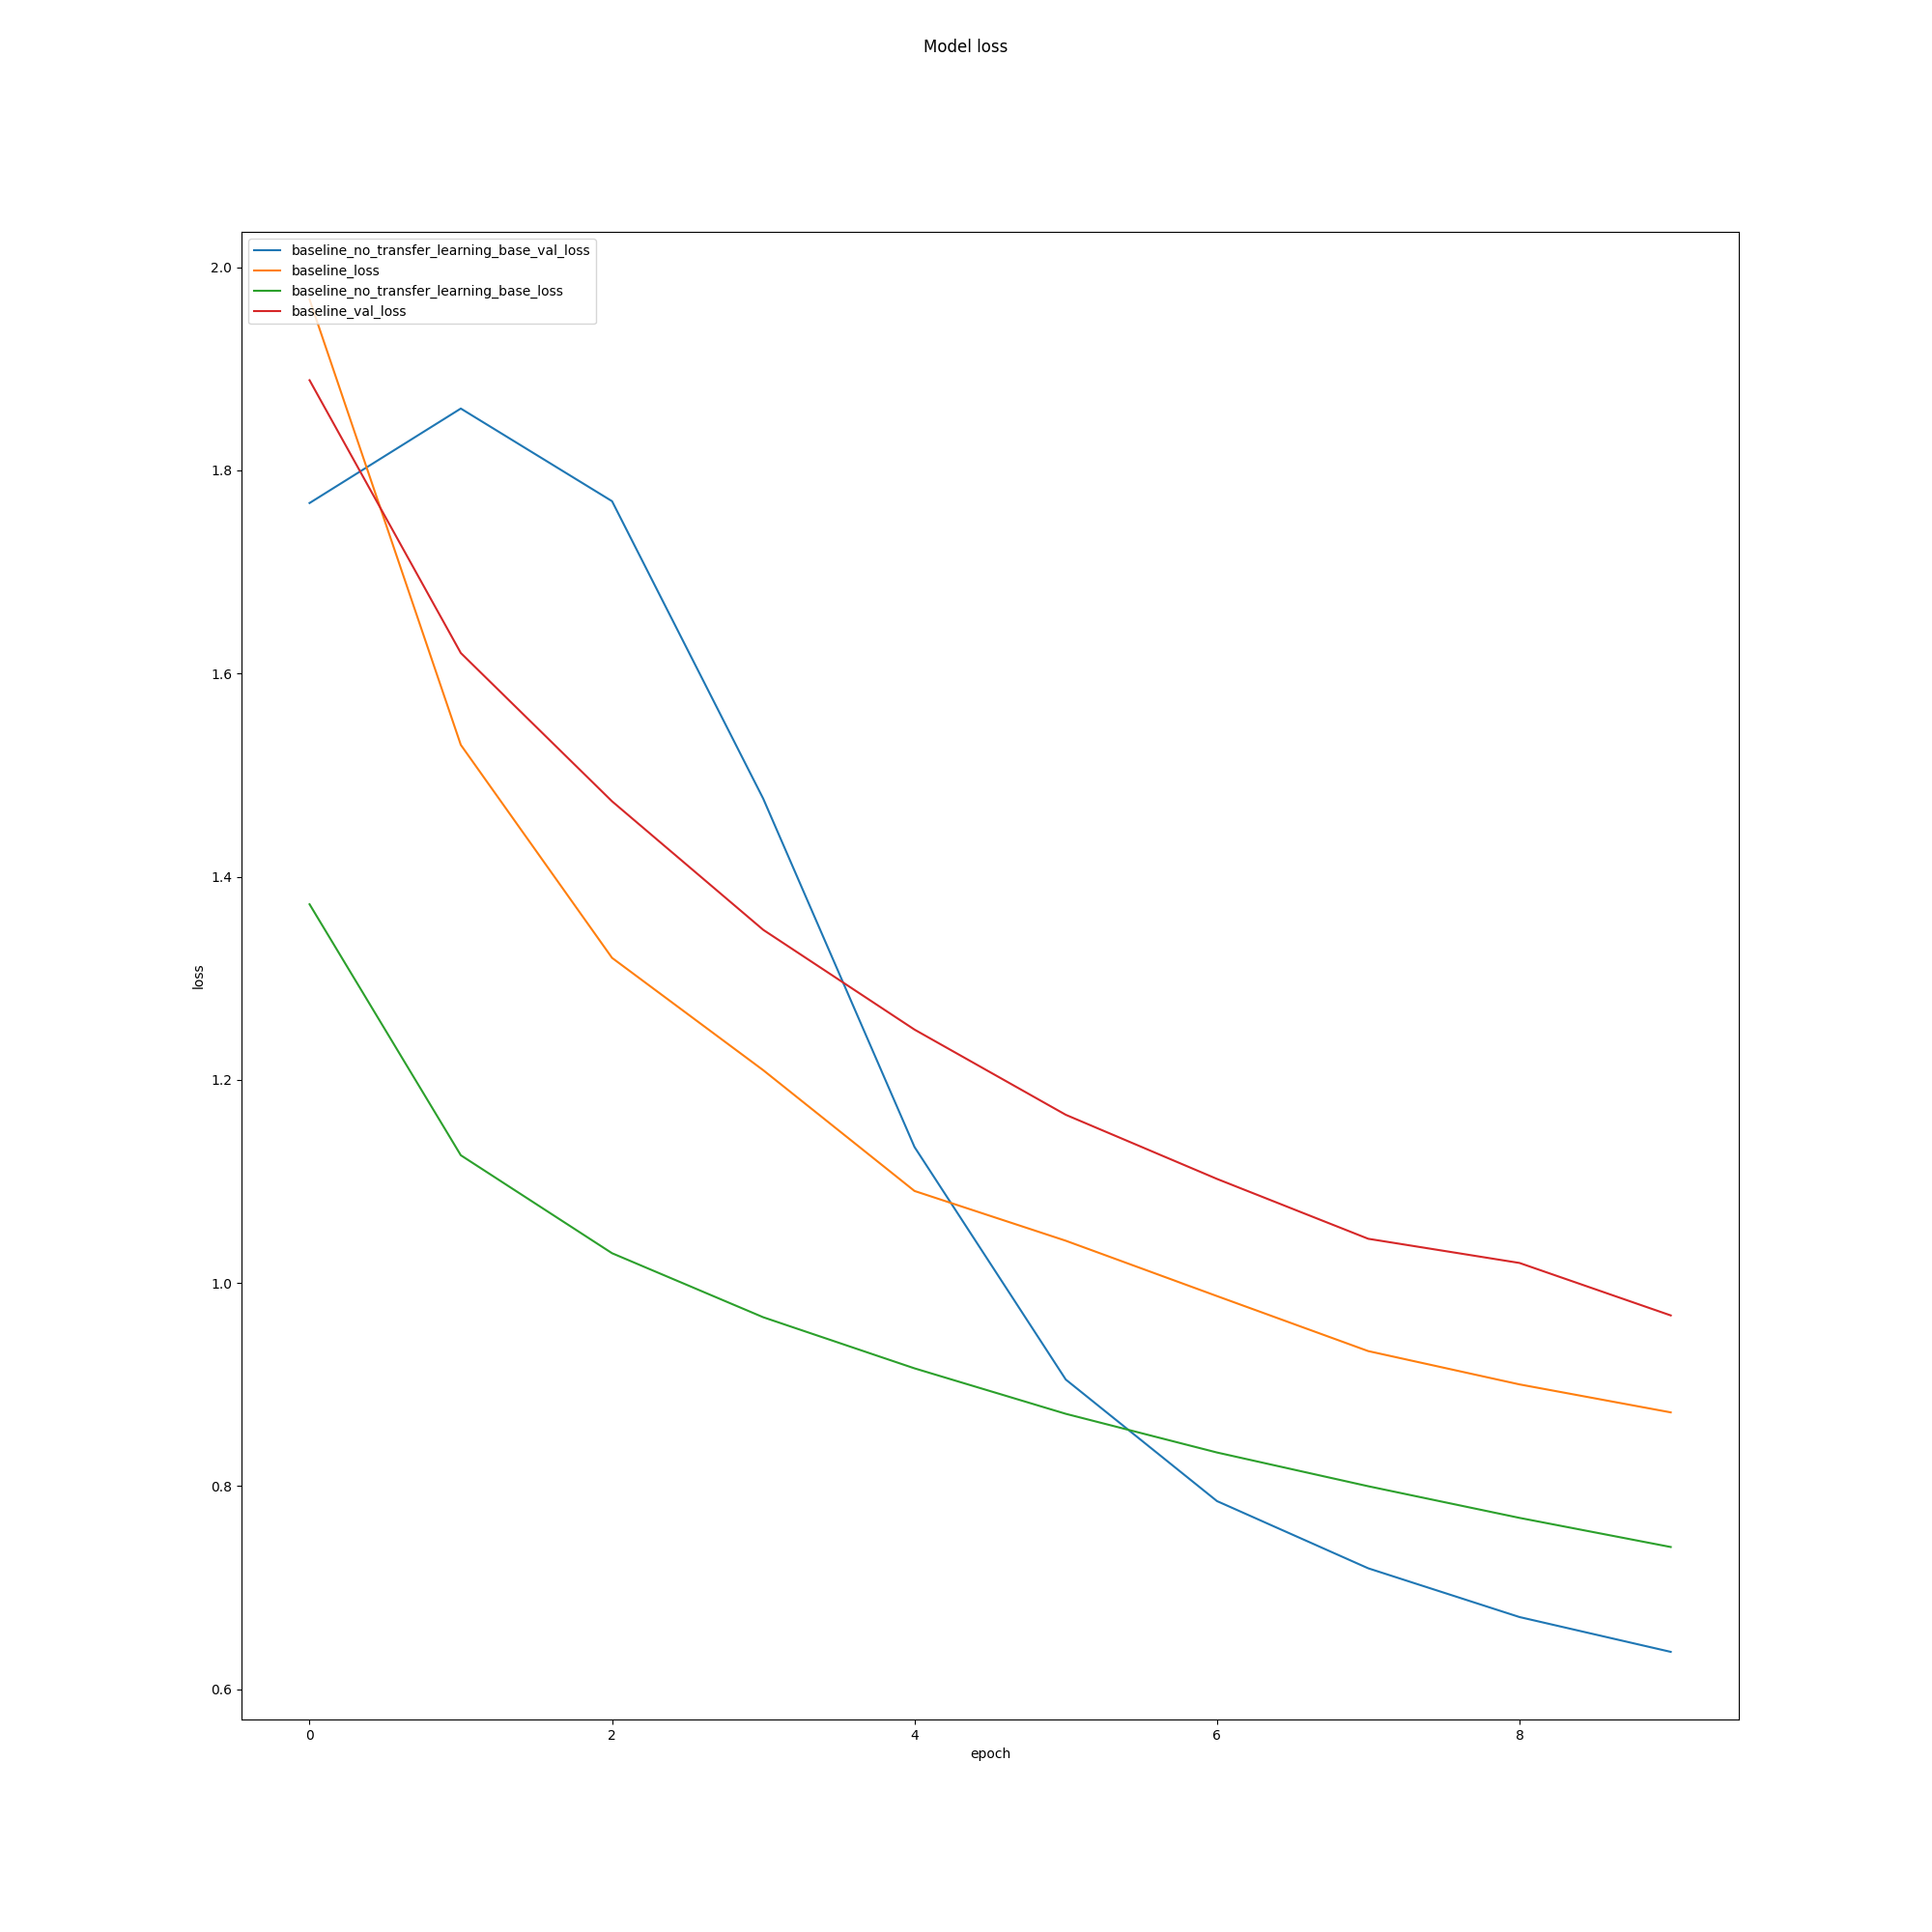 Model loss
baseline_no_transfer_learning_base_val_loss
baseline_loss
baseline_no_transfer_learning_base_loss
baseline_val_loss
2.0
1.8
1.6
1.4
1.2
1.0
0.8
0.6
loss
0 2 4 6 8
epoch